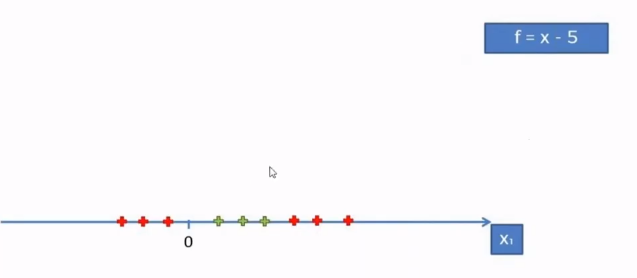 f = x - 5
0
X₁